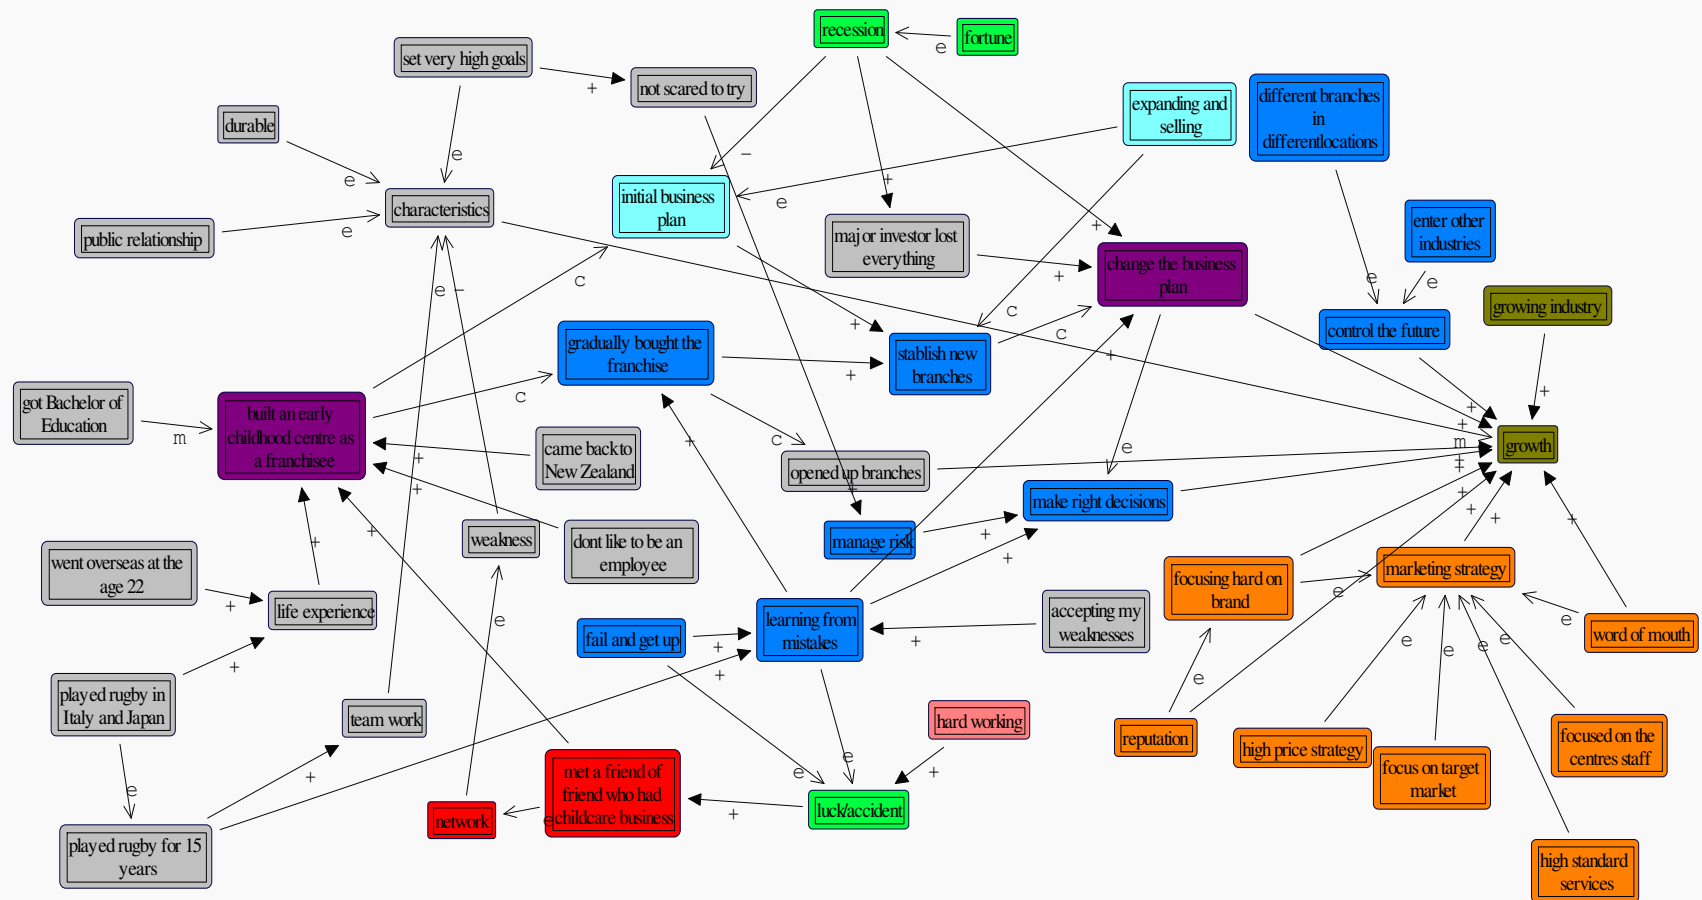 recession
fortune
e
set very high goals
not scared to try
+
expanding and
selling
different branches
in
differentlocations
durable
e
e
-
characteristics
initial business
plan
e
+
enter other
industries
public relationship
e
major investor lost
everything
+
+
change the business
plan
e
e
growing industry
e
-
c
c
c
control the future
gradually bought the
franchise
+
+
stablish new
branches
+
got Bachelor of
Education
m
built an early
childhood centre as
a franchisee
c
+
+
came back to
New Zealand
+
c
opened up branches
-
e
+
+
m
+
+
growth
make right decisions
+
+
+
+
+
weakness
dont like to be an
employee
manage risk
+
+
went overseas at the
age 22
+
+
life experience
focusing hard on
brand
e
marketing strategy
e
fail and get up
+
learning from
mistakes
+
accepting my
weaknesses
word of mouth
e
e
e
e
e
played rugby in
Italy and Japan
+
+
team work
hard working
reputation
high price strategy
focus on target
market
focused on the
centres staff
+
e
met a friend of
friend who had
childcare business
e
e
+
network
e
+
luck/accident
played rugby for 15
years
high standard
services